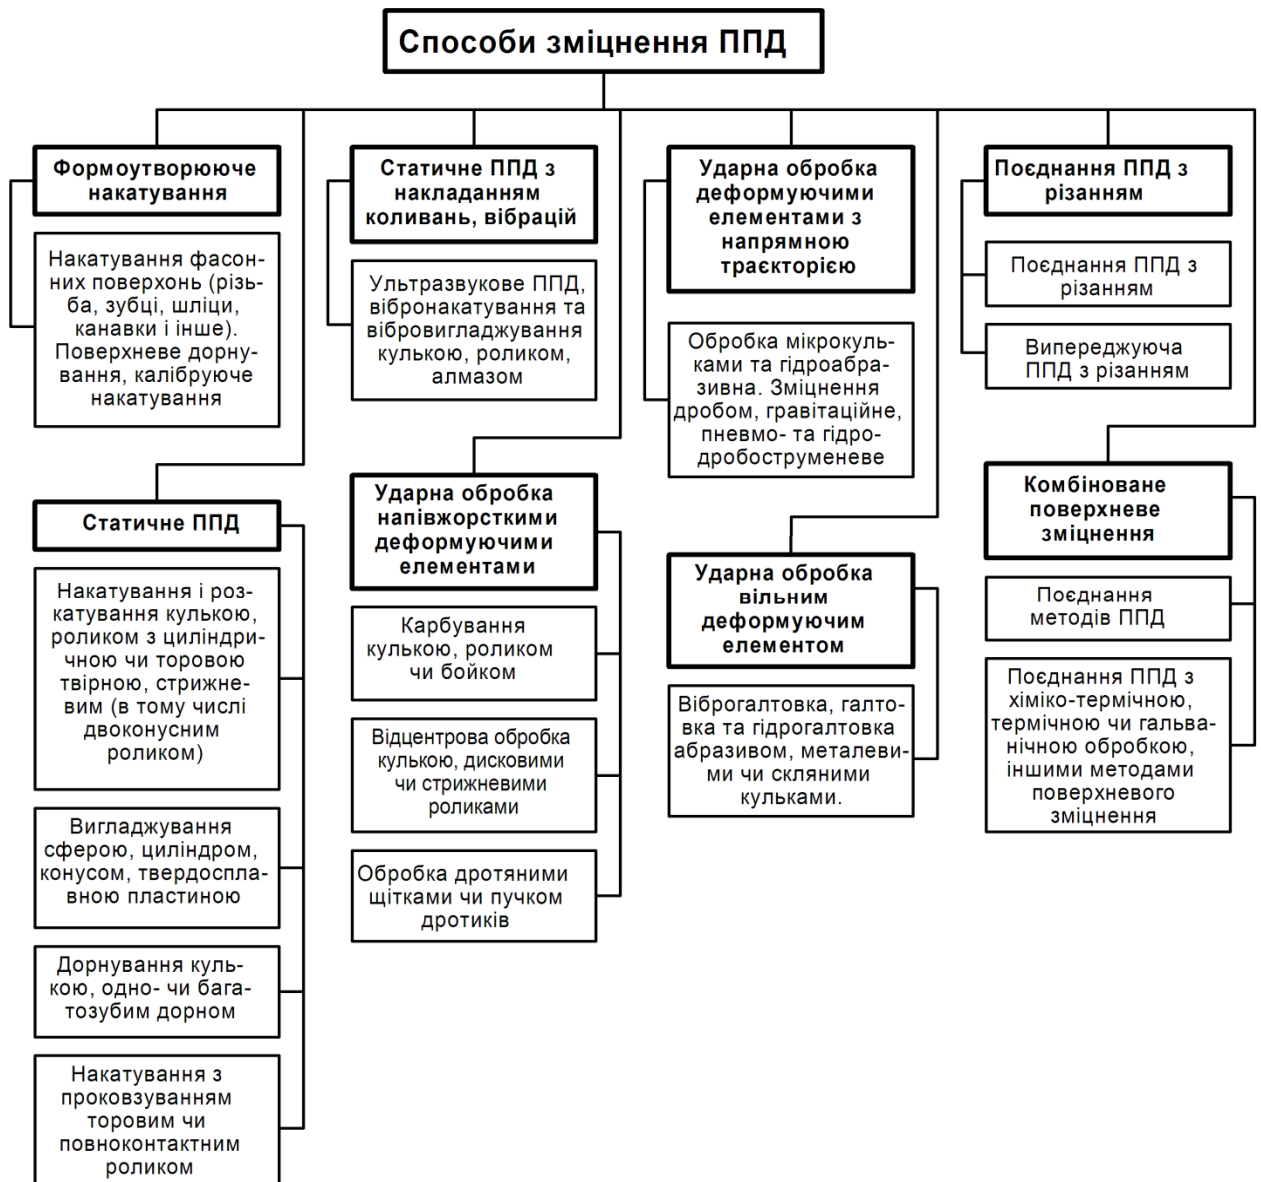 Способи зміцнення ППД
Формоутворююче
накатування
Накатування фасон-
них поверхонь (різь-
ба, зубці, шліци,
канавки і інше).
Поверхневе дорну-
вання, калібруюче
накатування
Статичне ППД
Накатування і роз-
катування кулькою,
роликом з циліндри-
чною чи торовою
твірною, стрижне-
вим (в тому числі
двоконусним
роликом)
Вигладжування
сферою, циліндром,
конусом, твердоспла-
вною пластиною
Дорнування куль-
кою, одно- чи бага-
тозубим дорном
Накатування з
проковзуванням
торовим чи
повноконтактним
роликом
Статичне ППД з
накладанням
коливань, вібрацій
Ультразвукове ППД,
вібронакатування та
вібровигладжування
кулькою, роликом,
алмазом
Ударна обробка
напівжорсткими
деформуючими
елементами
Карбування
кулькою, роликом
чи бойком
Відцентрова обробка
кулькою, дисковими
чи стрижневими
роликами
Обробка дротяними
щітками чи пучком
дротиків
Ударна обробка
деформуючими
елементами з
напрямною
траєкторією
Обробка мікрокуль-
ками та гідроабра-
зивна. Зміцнення
дробом, гравітаційне,
пневмо- та гідро-
дробоструменеве
Ударна обробка
вільним
деформуючим
елементом
Віброгалтовка, галто-
вка та гідрогалтовка
абразивом, металеви-
ми чи скляними
кульками.
Поєднання ППД з
різанням
Поєднання ППД з
різанням
Випереджуюча
ППД з різанням
Комбіноване
поверхневе
зміцнення
Поєднання
методів ППД
Поєднання ППД з
хіміко-термічною,
термічною чи гальва-
нічною обробкою,
іншими методами
поверхневого
зміцнення